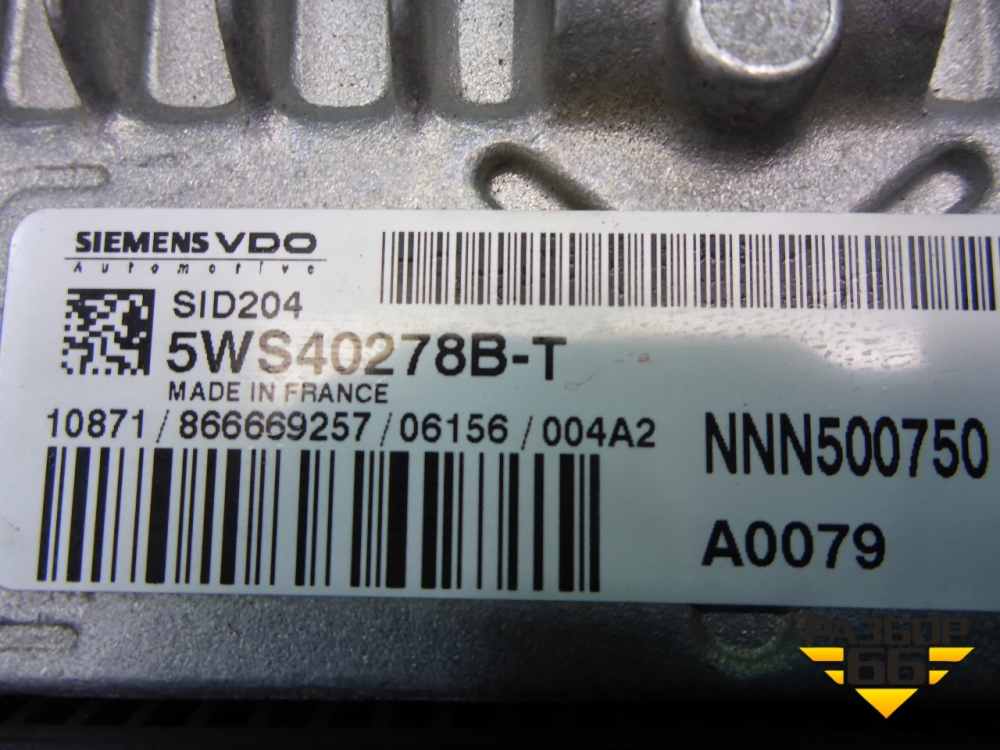 SIEMENS VDO
Automotive
SID204
5WS40278B-T
MADE IN FRANCE
10871 / 866669257 / 06156 / 004A2
NNN500750
A0079
РАЗБОР
66